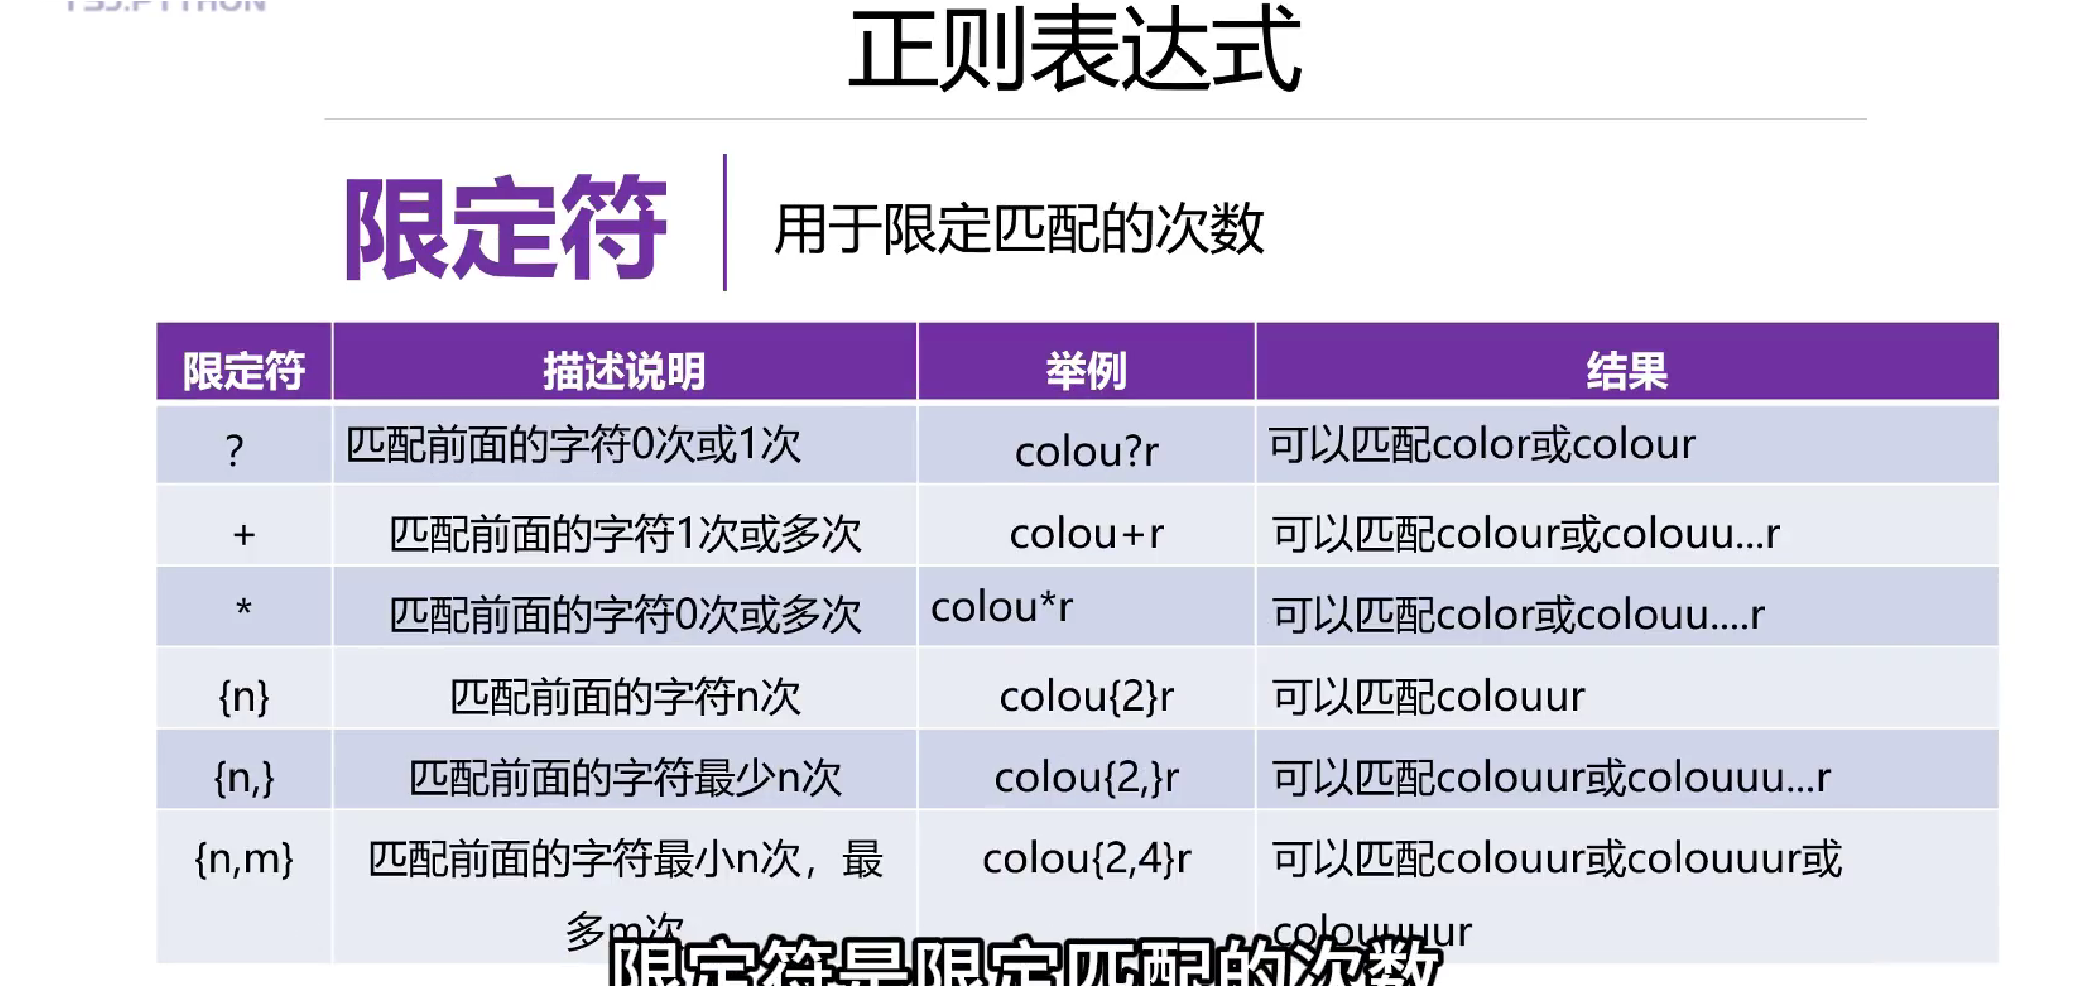 正则表达式
限定符
用于限定匹配的次数
限定符 描述说明 举例 结果
? 匹配前面的字符0次或1次 colou?r 可以匹配color或colour
+ 匹配前面的字符1次或多次 colou+r 可以匹配colour或colouu...r
* 匹配前面的字符0次或多次 colou*r 可以匹配color或colouu....r
{n} 匹配前面的字符n次 colou{2}r 可以匹配colouur
{n,} 匹配前面的字符最少n次 colou{2,}r 可以匹配colouur或colouuu...r
{n,m} 匹配前面的字符最小n次，最 colou{2,4}r 可以匹配colouur或colouuur或
多m次 colouuuur
限定符是限定匹配的次数